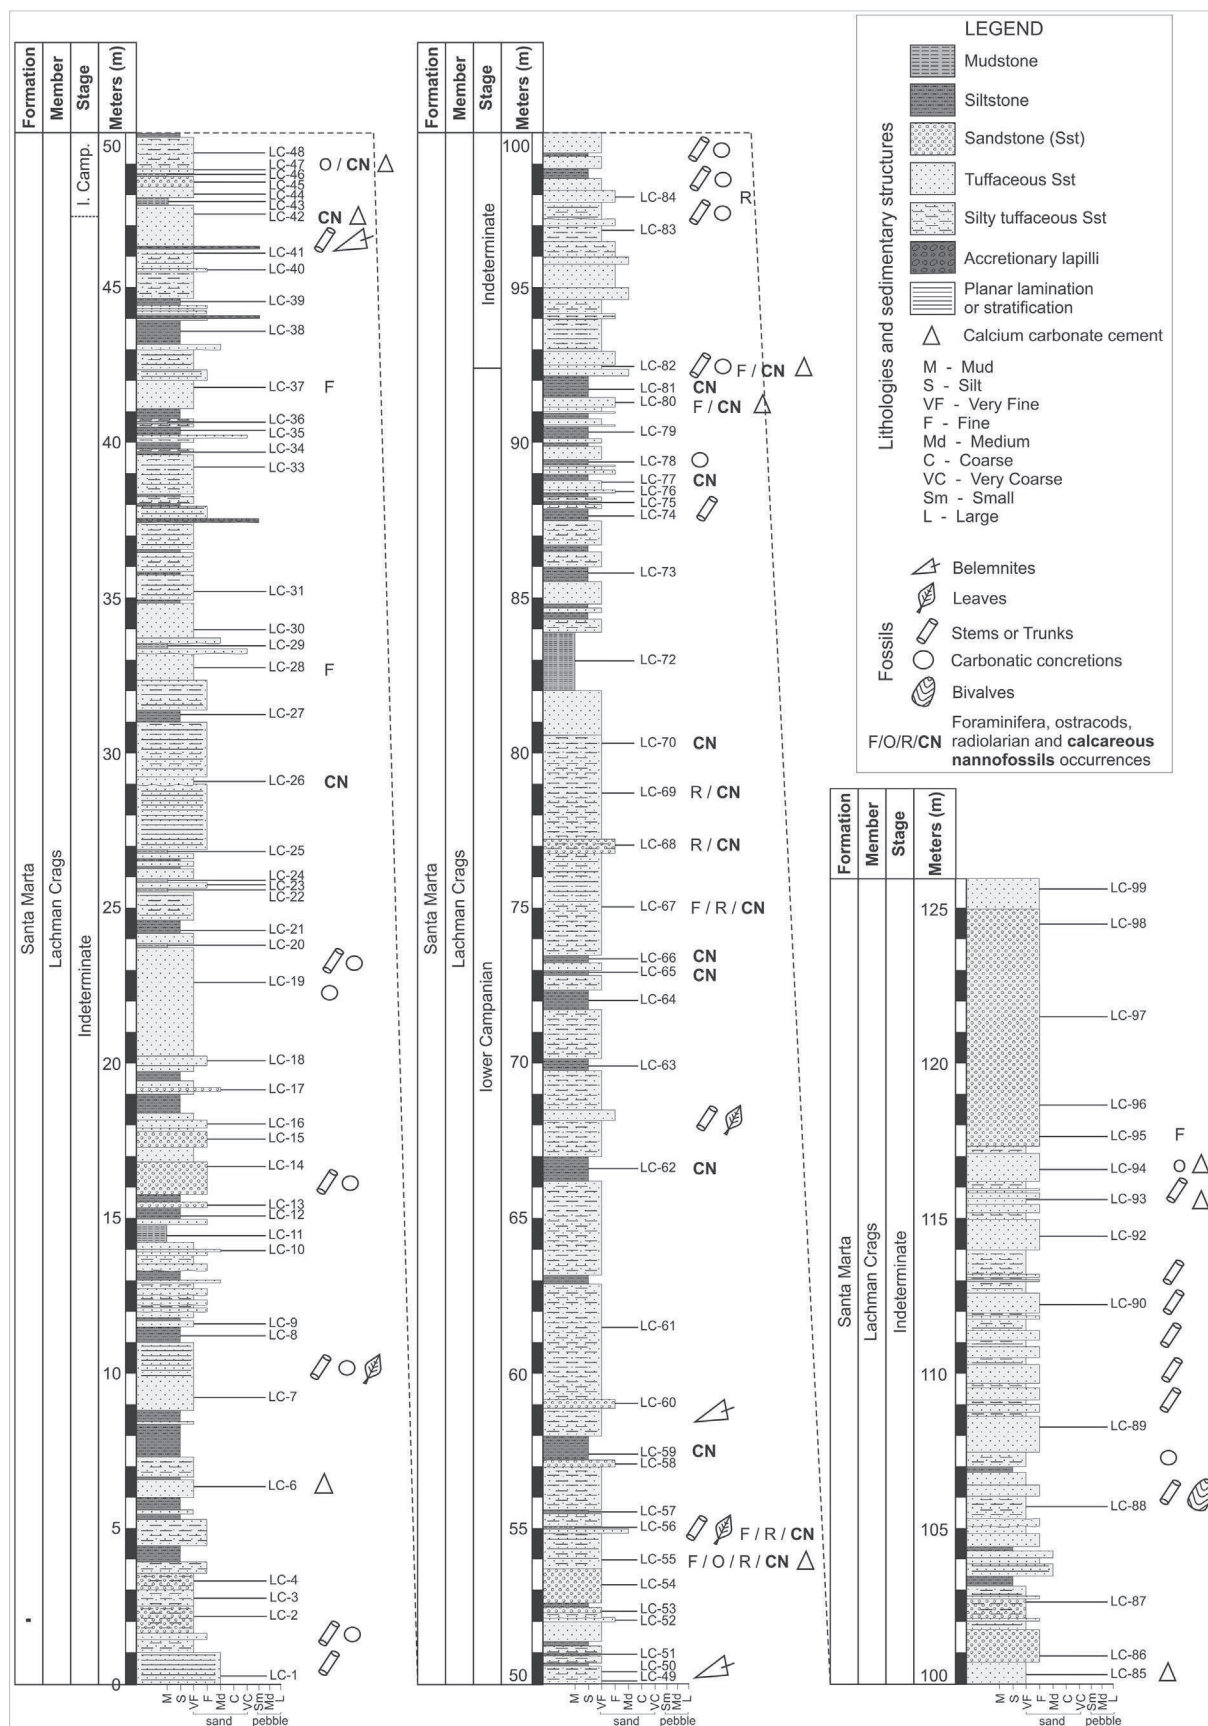 Formation
Member
Stage
Meters (m)
Santa Marta
Lachman Crags
Indeterminate
l. Camp.
50
45
40
35
30
25
20
15
10
5
0
LC-48
LC-47
LC-46
LC-45
LC-44
LC-43
LC-42
LC-41
LC-40
LC-39
LC-38
LC-37
LC-36
LC-35
LC-34
LC-33
LC-31
LC-30
LC-29
LC-28
LC-27
LC-26
LC-25
LC-24
LC-23
LC-22
LC-21
LC-20
LC-19
LC-18
LC-17
LC-16
LC-15
LC-14
LC-13
LC-12
LC-11
LC-10
LC-9
LC-8
LC-7
LC-6
LC-5
LC-4
LC-3
LC-2
LC-1
O / CN
CN
F
F
CN
M S VF F Md C VC Sm Md L
sand pebble
Formation
Member
Stage
Meters (m)
Santa Marta
Lachman Crags
Indeterminate
lower Campanian
100
95
90
85
80
75
70
65
60
55
50
LC-84 R
LC-83
LC-82 F / CN
LC-81 CN
LC-80 F / CN
LC-79
LC-78
LC-77 CN
LC-76
LC-75
LC-74
LC-73
LC-72
LC-70 CN
LC-69 R / CN
LC-68 R / CN
LC-67 F / R / CN
LC-66 CN
LC-65 CN
LC-64
LC-63
LC-62 CN
LC-61
LC-60
LC-59 CN
LC-58
LC-57
LC-56 F / R / CN
LC-55 F / O / R / CN
LC-54
LC-53
LC-52
LC-51
LC-50
LC-49
M S VF F Md C VC Sm Md L
sand pebble
LEGEND
Lithologies and sedimentary structures
Mudstone
Siltstone
Sandstone (Sst)
Tuffaceous Sst
Silty tuffaceous Sst
Accretionary lapilli
Planar lamination
or stratification
Calcium carbonate cement
M - Mud
S - Silt
VF - Very Fine
F - Fine
Md - Medium
C - Coarse
VC - Very Coarse
Sm - Small
L - Large
Fossils
Belemnites
Leaves
Stems or Trunks
Carbonatic concretions
Bivalves
F/O/R/CN
Foraminifera, ostracods,
radiolarian and calcareous
nannofossils occurrences
Formation
Member
Stage
Meters (m)
Santa Marta
Lachman Crags
Indeterminate
125
120
115
110
105
100
LC-99
LC-98
LC-97
LC-96
LC-95 F
LC-94
LC-93
LC-92
LC-90
LC-89
LC-88
LC-87
LC-86
LC-85
M S VF F Md C VC Sm Md L
sand pebble